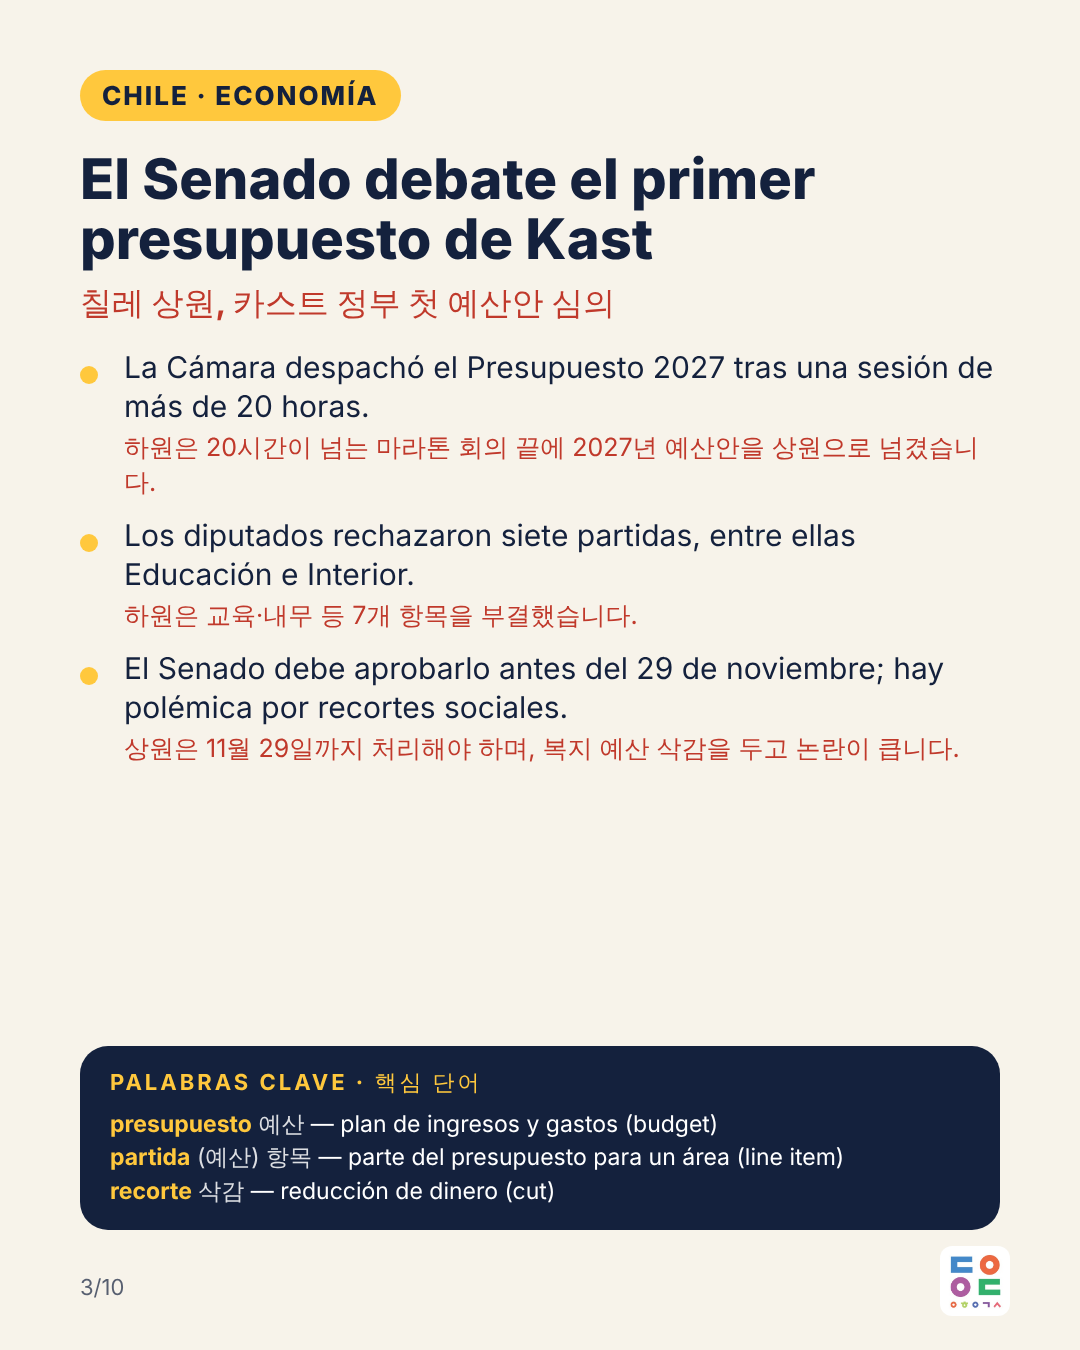 CHILE · ECONOMÍA
El Senado debate el primer
presupuesto de Kast
칠레 상원, 카스트 정부 첫 예산안 심의
La Cámara despachó el Presupuesto 2027 tras una sesión de
más de 20 horas.
하원은 20시간이 넘는 마라톤 회의 끝에 2027년 예산안을 상원으로 넘겼습니
다.
Los diputados rechazaron siete partidas, entre ellas
Educación e Interior.
하원은 교육·내무 등 7개 항목을 부결했습니다.
El Senado debe aprobarlo antes del 29 de noviembre; hay
polémica por recortes sociales.
상원은 11월 29일까지 처리해야 하며, 복지 예산 삭감을 두고 논란이 큽니다.
PALABRAS CLAVE · 핵심 단어
presupuesto 예산 — plan de ingresos y gastos (budget)
partida (예산) 항목 — parte del presupuesto para un área (line item)
recorte 삭감 — reducción de dinero (cut)
3/10